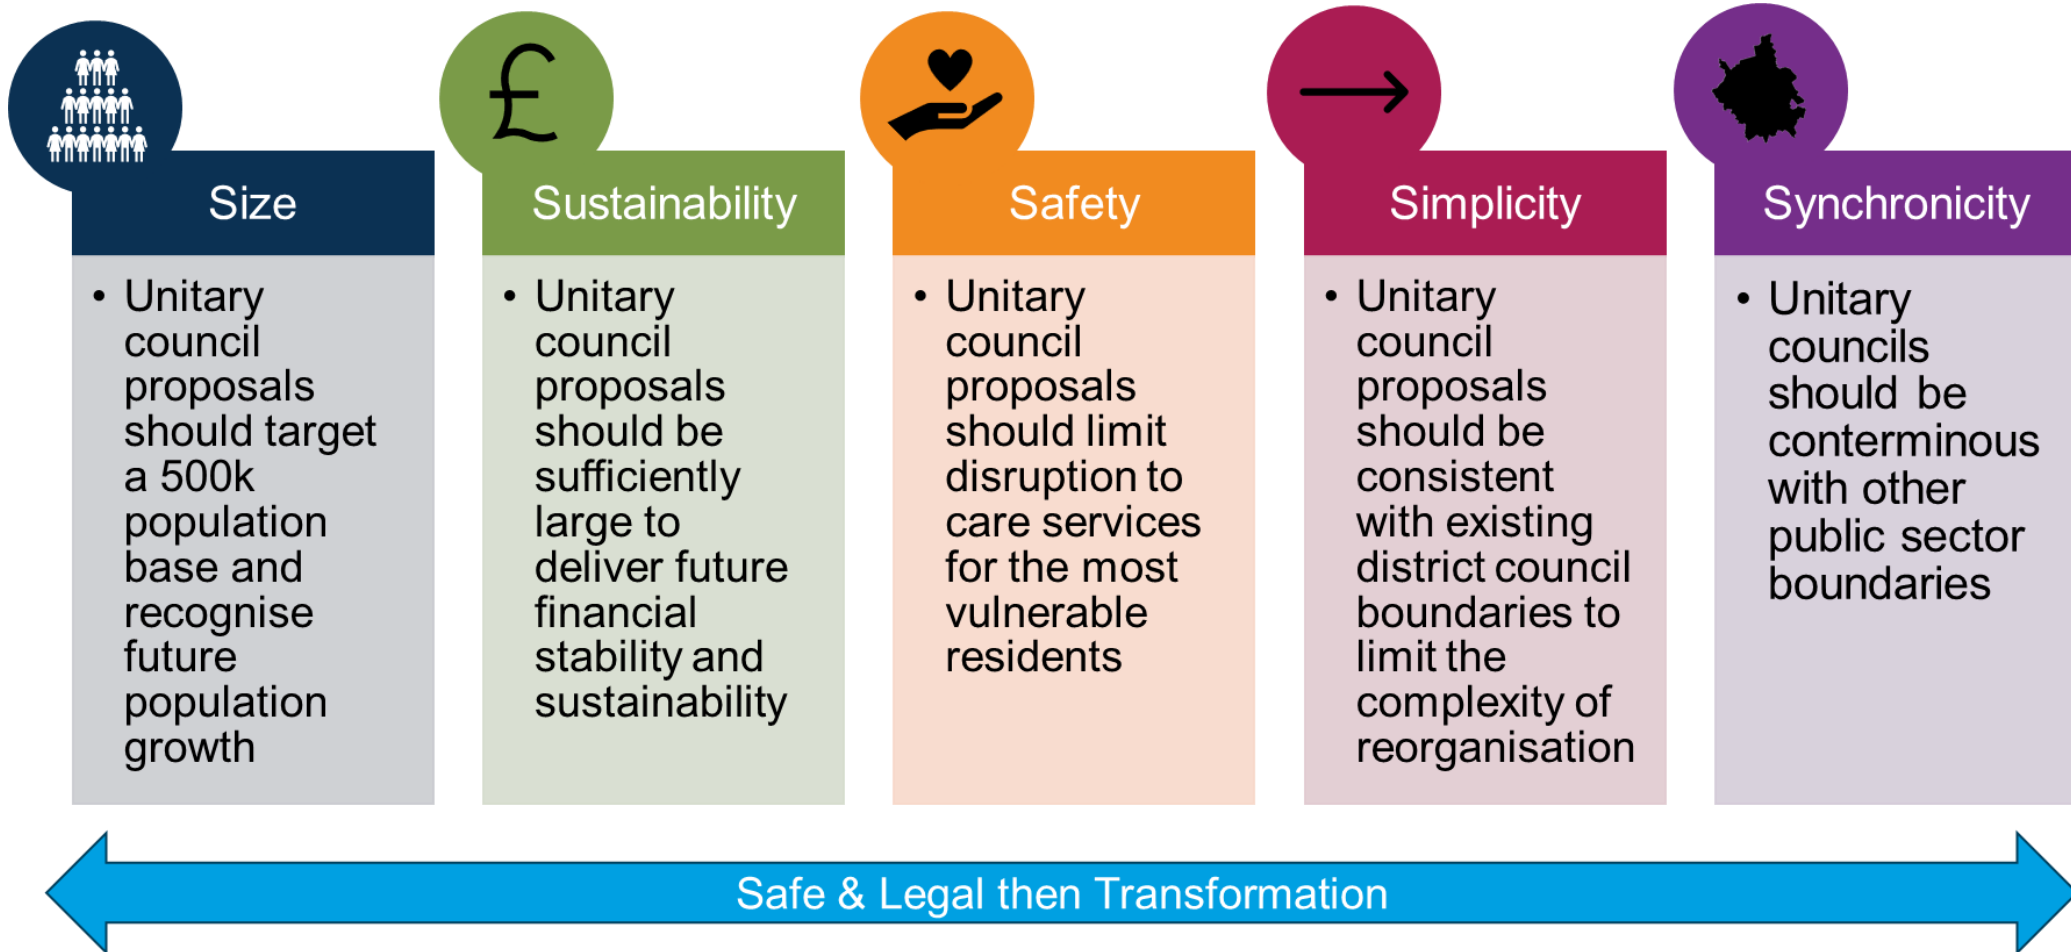 Size
• Unitary
council
proposals
should target
a 500k
population
base and
recognise
future
population
growth
Sustainability
• Unitary
council
proposals
should be
sufficiently
large to
deliver future
financial
stability and
sustainability
Safety
• Unitary
council
proposals
should limit
disruption to
care services
for the most
vulnerable
residents
Simplicity
• Unitary
council
proposals
should be
consistent
with existing
district council
boundaries to
limit the
complexity of
reorganisation
Synchronicity
• Unitary
councils
should be
conterminous
with other
public sector
boundaries
Safe & Legal then Transformation